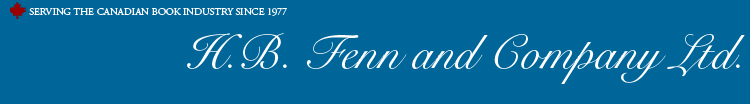 SERVING THE CANADIAN BOOK INDUSTRY SINCE 1977
H.B. Fenn and Company Ltd.